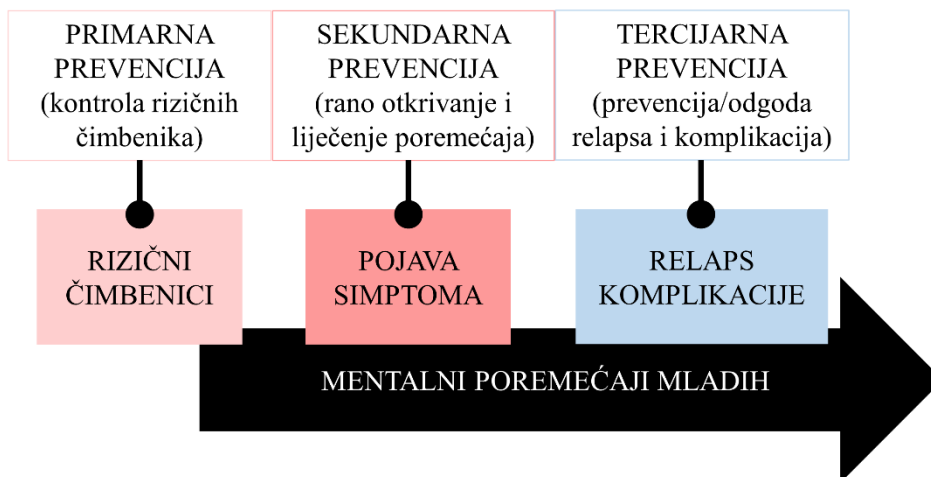 PRIMARNA
PREVENCIJA
(kontrola rizičnih
čimbenika)
SEKUNDARNA
PREVENCIJA
(rano otkrivanje i
liječenje poremećaja)
TERCIJARNA
PREVENCIJA
(prevencija/odgoda
relapsa i komplikacija)
RIZIČNI
ČIMBENICI
POJAVA
SIMPTOMA
RELAPS
KOMPLIKACIJE
MENTALNI POREMEĆAJI MLADIH